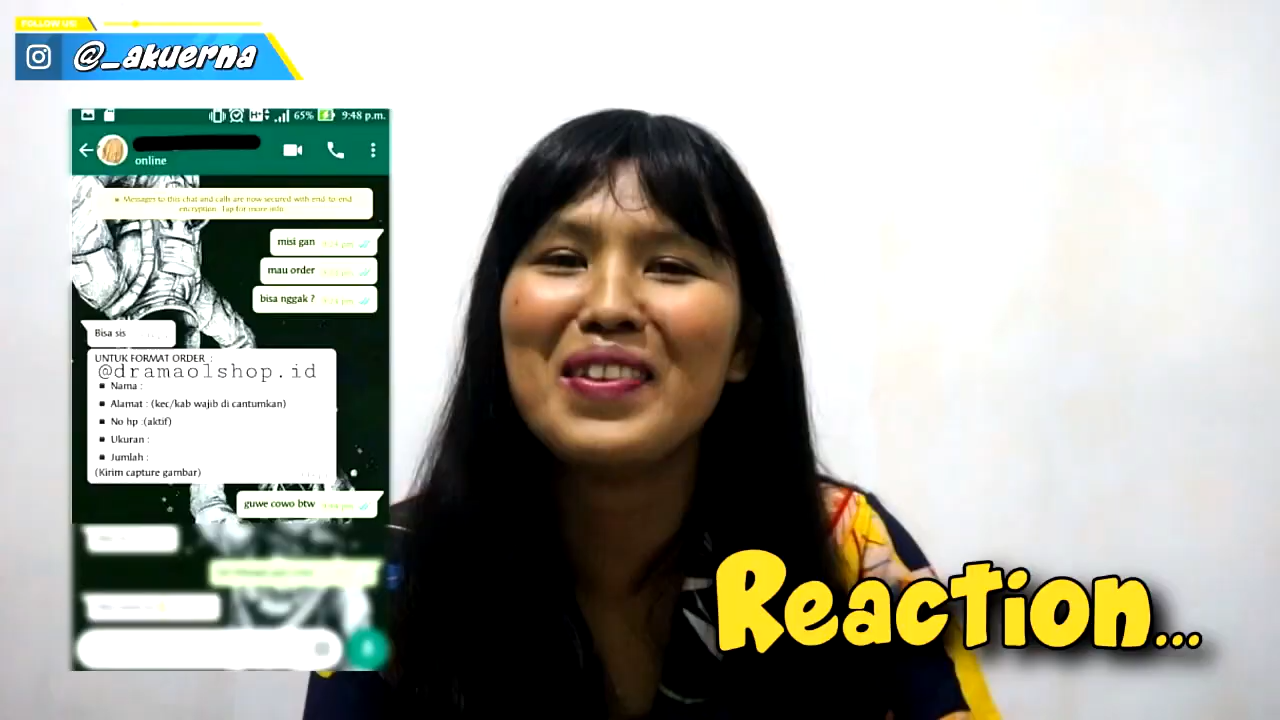 FOLLOW US
@_akuerna
65% 9:48 p.m.
online
Messages to this chat and calls are now secured with end-to-end
encryption. Tap for more info.
misi gan
mau order
bisa nggak ?
Bisa sis
UNTUK FORMAT ORDER :
@dramaolshop.id
Nama :
Alamat : (kec/kab wajib di cantumkan)
No hp :(aktif)
Ukuran :
Jumlah :
(Kirim capture gambar)
guwe cowo btw
Reaction...